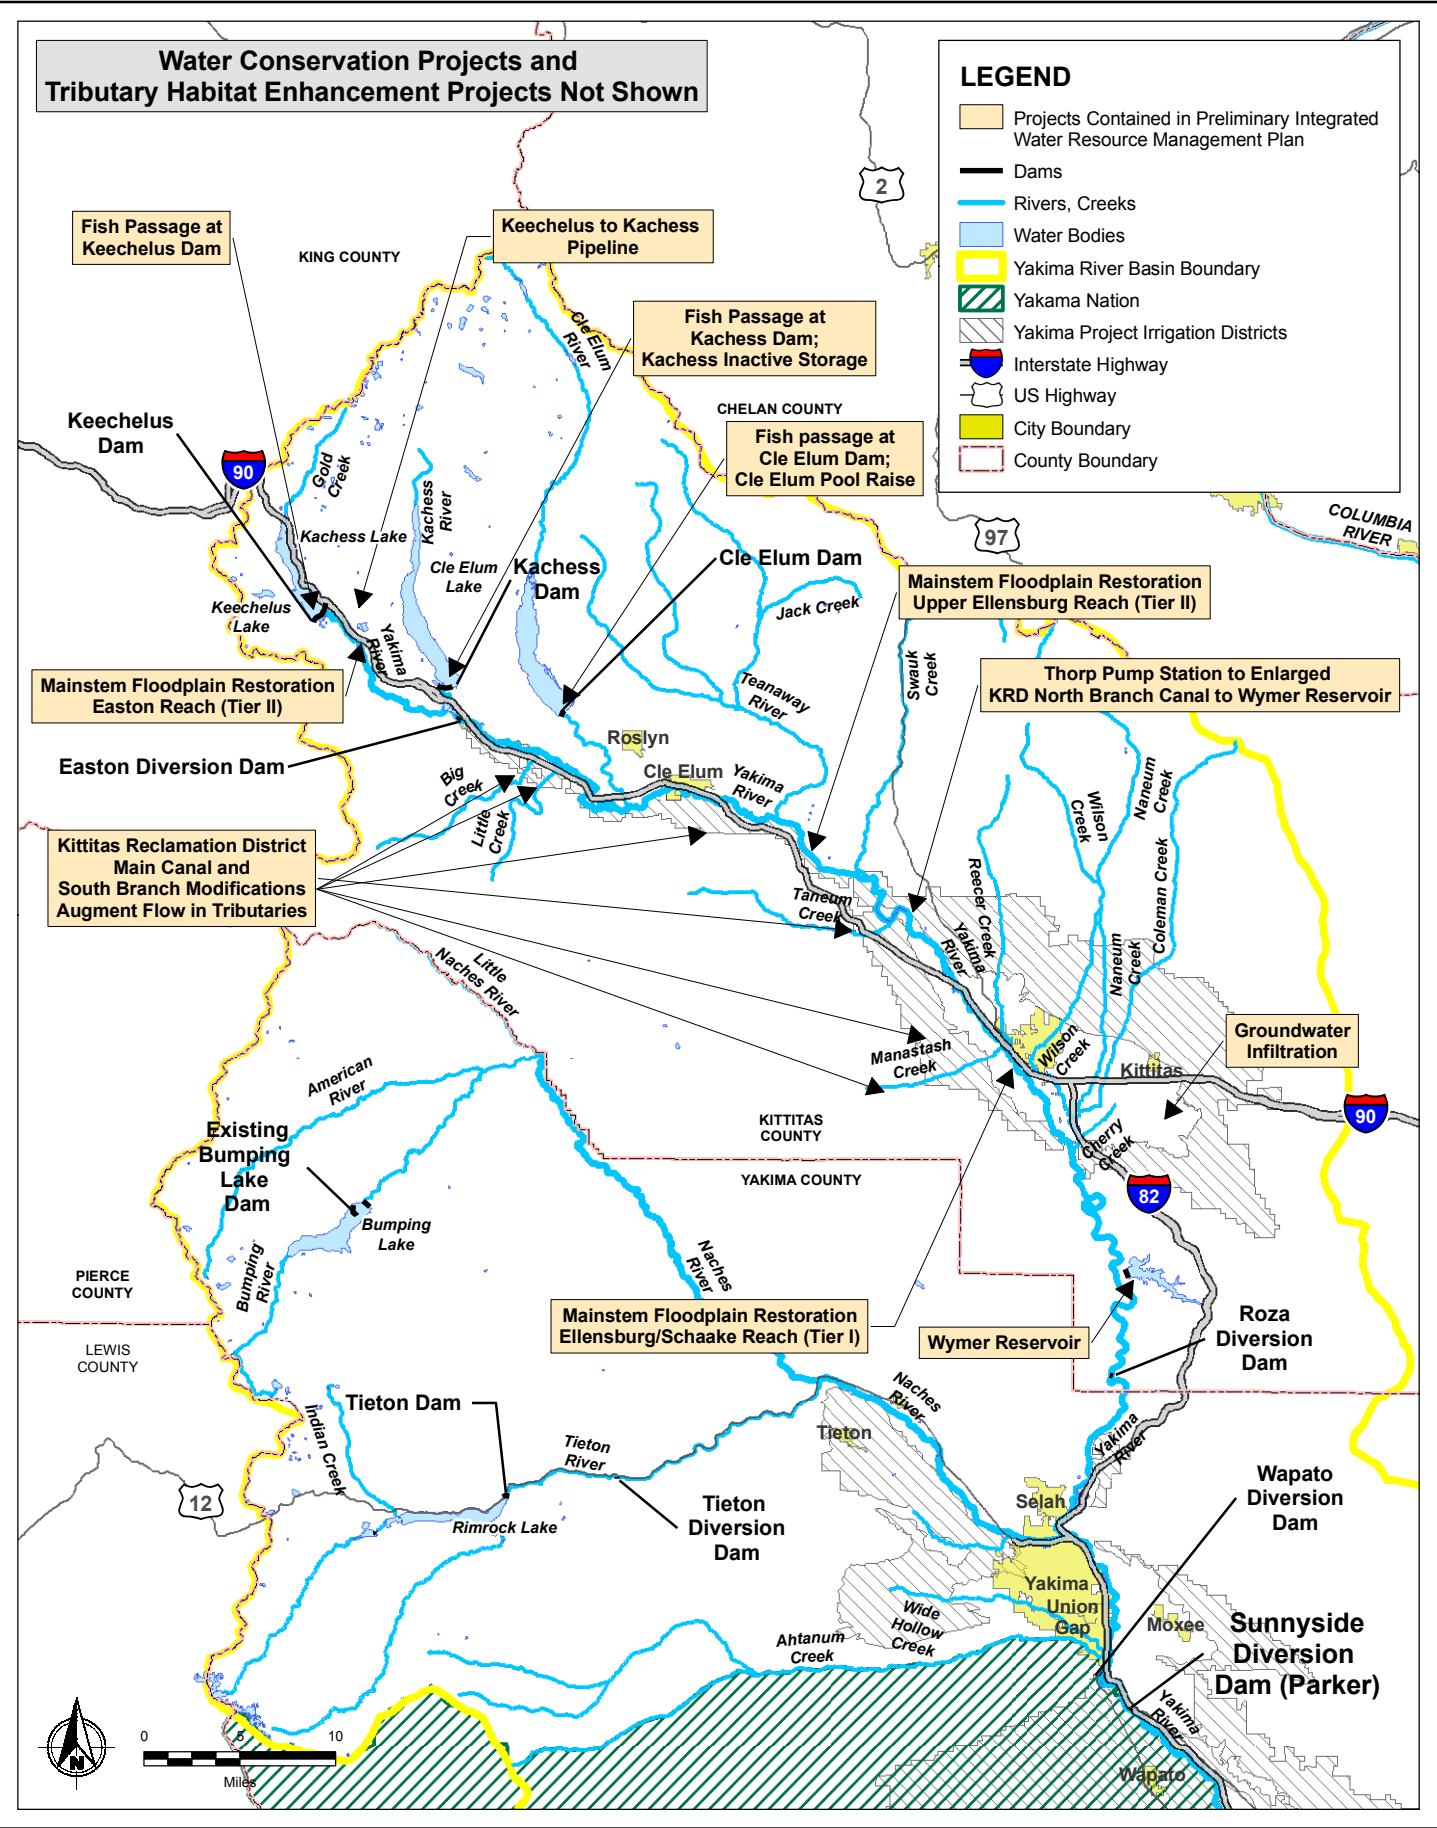 Water Conservation Projects and
Tributary Habitat Enhancement Projects Not Shown
LEGEND
Projects Contained in Preliminary Integrated
Water Resource Management Plan
Dams
Rivers, Creeks
Water Bodies
Yakima River Basin Boundary
Yakama Nation
Yakima Project Irrigation Districts
Interstate Highway
US Highway
City Boundary
County Boundary
2
Fish Passage at
Keechelus Dam
KING COUNTY
Keechelus to Kachess
Pipeline
Fish Passage at
Kachess Dam;
Kachess Inactive Storage
Cle Elum
River
CHELAN COUNTY
Fish passage at
Cle Elum Dam;
Cle Elum Pool Raise
Keechelus
Dam
90
Gold
Creek
Kachess
River
Kachess Lake
Cle Elum
Lake
Kachess
Dam
Cle Elum Dam
97
COLUMBIA
RIVER
Keechelus
Lake
Yakima
River
Jack Creek
Mainstem Floodplain Restoration
Upper Ellensburg Reach (Tier II)
Swauk
Creek
Teanaway
River
Thorp Pump Station to Enlarged
KRD North Branch Canal to Wymer Reservoir
Mainstem Floodplain Restoration
Easton Reach (Tier II)
Easton Diversion Dam
Roslyn
Cle Elum
Yakima
River
Big
Creek
Little
Creek
Wilson
Creek
Naneum
Creek
Coleman Creek
Kittitas Reclamation District
Main Canal and
South Branch Modifications
Augment Flow in Tributaries
Taneum
Creek
Reecer Creek
Yakima
River
Naneum
Creek
Little
Naches River
Manastash
Creek
Wilson
Creek
Kittitas
Groundwater
Infiltration
90
American
River
Existing
Bumping
Lake
Dam
KITTITAS
COUNTY
YAKIMA COUNTY
Cherry
Creek
82
Bumping
Lake
Bumping
River
Naches
River
PIERCE
COUNTY
LEWIS
COUNTY
Mainstem Floodplain Restoration
Ellensburg/Schaake Reach (Tier I)
Wymer Reservoir
Roza
Diversion
Dam
Tieton Dam
Indian Creek
Tieton
River
Naches
River
Tieton
Yakima
River
12
Rimrock Lake
Tieton
Diversion
Dam
Selah
Wapato
Diversion
Dam
Yakima
Union
Gap
Wide
Hollow
Creek
Ahtanum
Creek
Moxee
Sunnyside
Diversion
Dam (Parker)
Yakima
River
Wapato
N
0
5
10
Miles